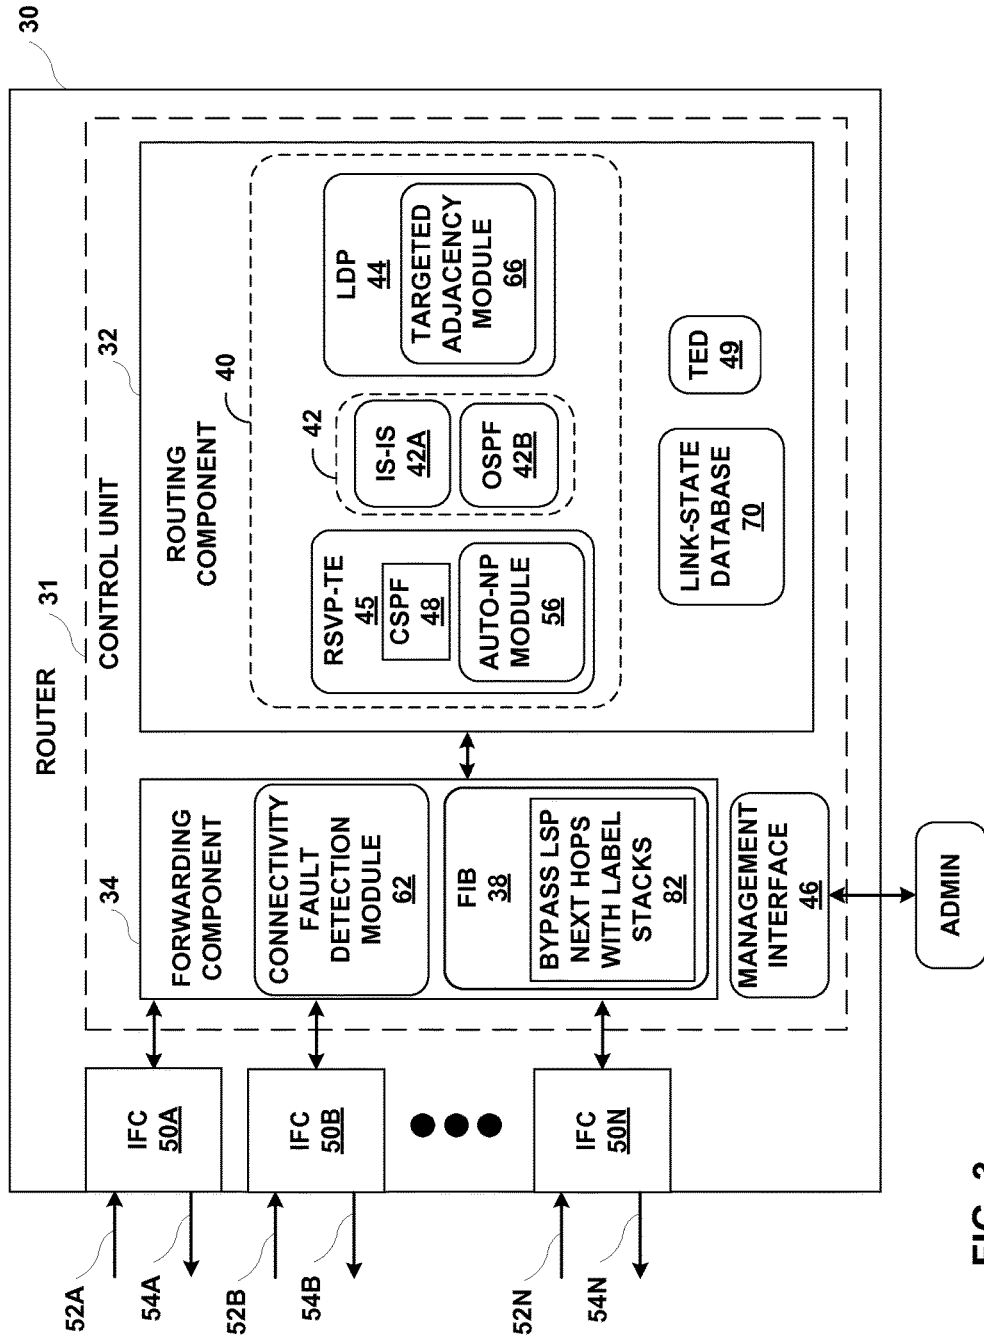 30
ROUTER
31
CONTROL UNIT
32
34
52A
54A
52B
54B
52N
54N
IFC
50A
IFC
50B
IFC
50N
FORWARDING
COMPONENT
CONNECTIVITY
FAULT
DETECTION
MODULE
62
FIB
38
BYPASS LSP
NEXT HOPS
WITH LABEL
STACKS
82
MANAGEMENT
INTERFACE
46
ADMIN
ROUTING
COMPONENT
40
RSVP-TE
45
CSPF
48
AUTO-NP
MODULE
56
42
IS-IS
42A
OSPF
42B
LDP
44
TARGETED
ADJACENCY
MODULE
66
LINK-STATE
DATABASE
70
TED
49
FIG.